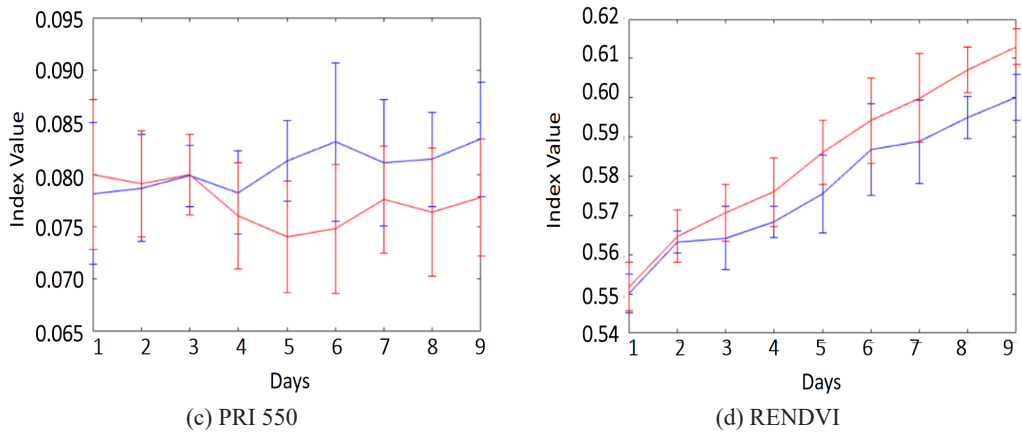 0.095
0.090
0.085
0.080
0.075
0.070
0.065
Index Value
1 2 3 4 5 6 7 8 9
Days
(c) PRI 550
0.62
0.61
0.60
0.59
0.58
0.57
0.56
0.55
0.54
Index Value
1 2 3 4 5 6 7 8 9
Days
(d) RENDVI